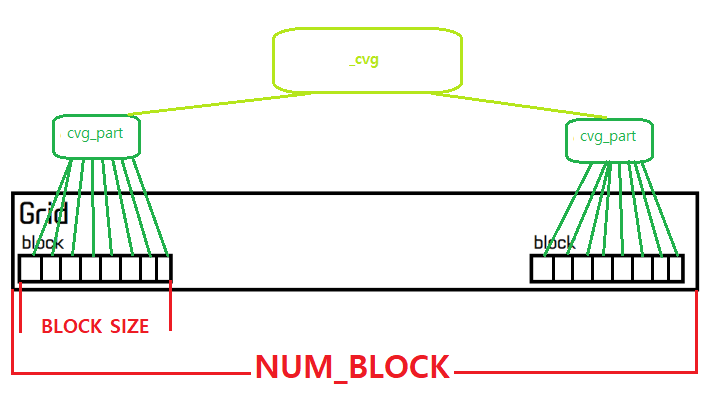 _cvg
cvg_part
cvg_part
Grid
block
block
BLOCK SIZE
NUM_BLOCK